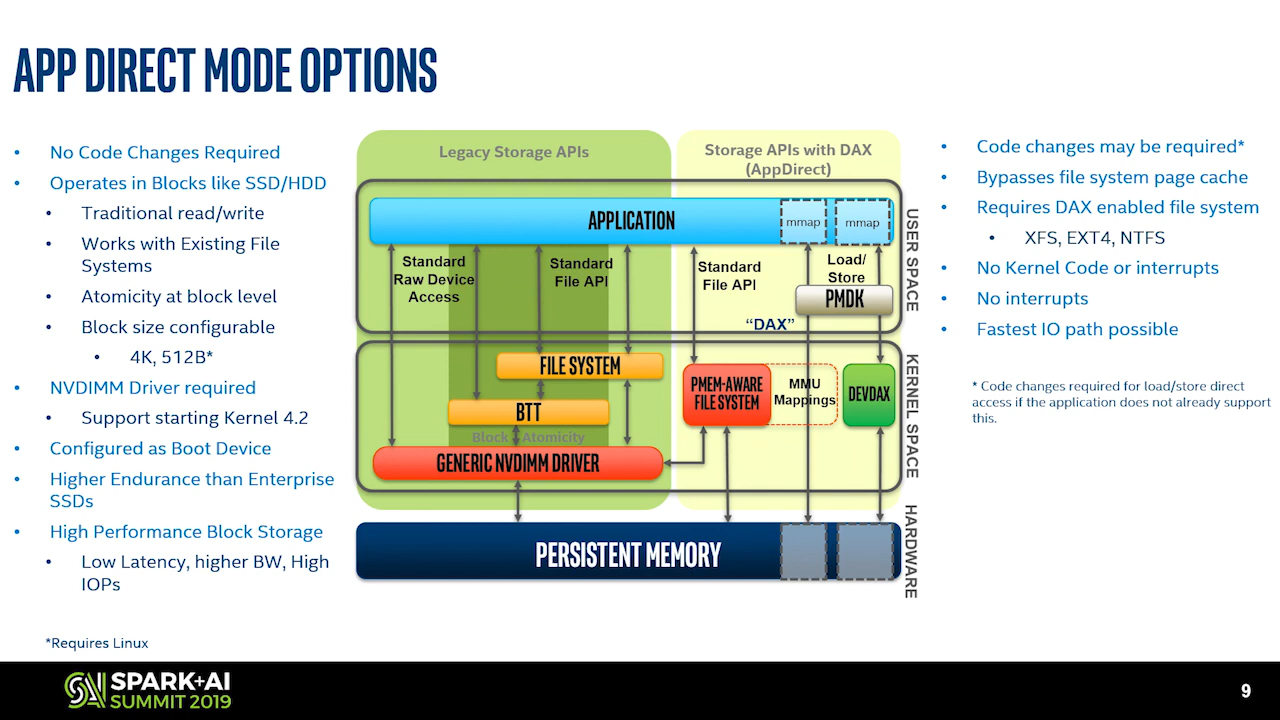 APP DIRECT MODE OPTIONS
• No Code Changes Required
• Operates in Blocks like SSD/HDD
• Traditional read/write
• Works with Existing File
Systems
• Atomicity at block level
• Block size configurable
• 4K, 512B*
• NVDIMM Driver required
• Support starting Kernel 4.2
• Configured as Boot Device
• Higher Endurance than Enterprise
SSDs
• High Performance Block Storage
• Low Latency, higher BW, High
IOPs
*Requires Linux
Legacy Storage APIs
Storage APIs with DAX
(AppDirect)
APPLICATION
mmap
mmap
Standard
Raw Device
Access
Standard
File API
Standard
File API
Load/
Store
PMDK
"DAX"
USER SPACE
FILE SYSTEM
BTT
Block Atomicity
GENERIC NVDIMM DRIVER
PMEM-AWARE
FILE SYSTEM
MMU
Mappings
DEVDAX
KERNEL SPACE
PERSISTENT MEMORY
HARDWARE
• Code changes may be required*
• Bypasses file system page cache
• Requires DAX enabled file system
• XFS, EXT4, NTFS
• No Kernel Code or interrupts
• No interrupts
• Fastest IO path possible
* Code changes required for load/store direct
access if the application does not already support
this.
SPARK+AI
SUMMIT 2019
9